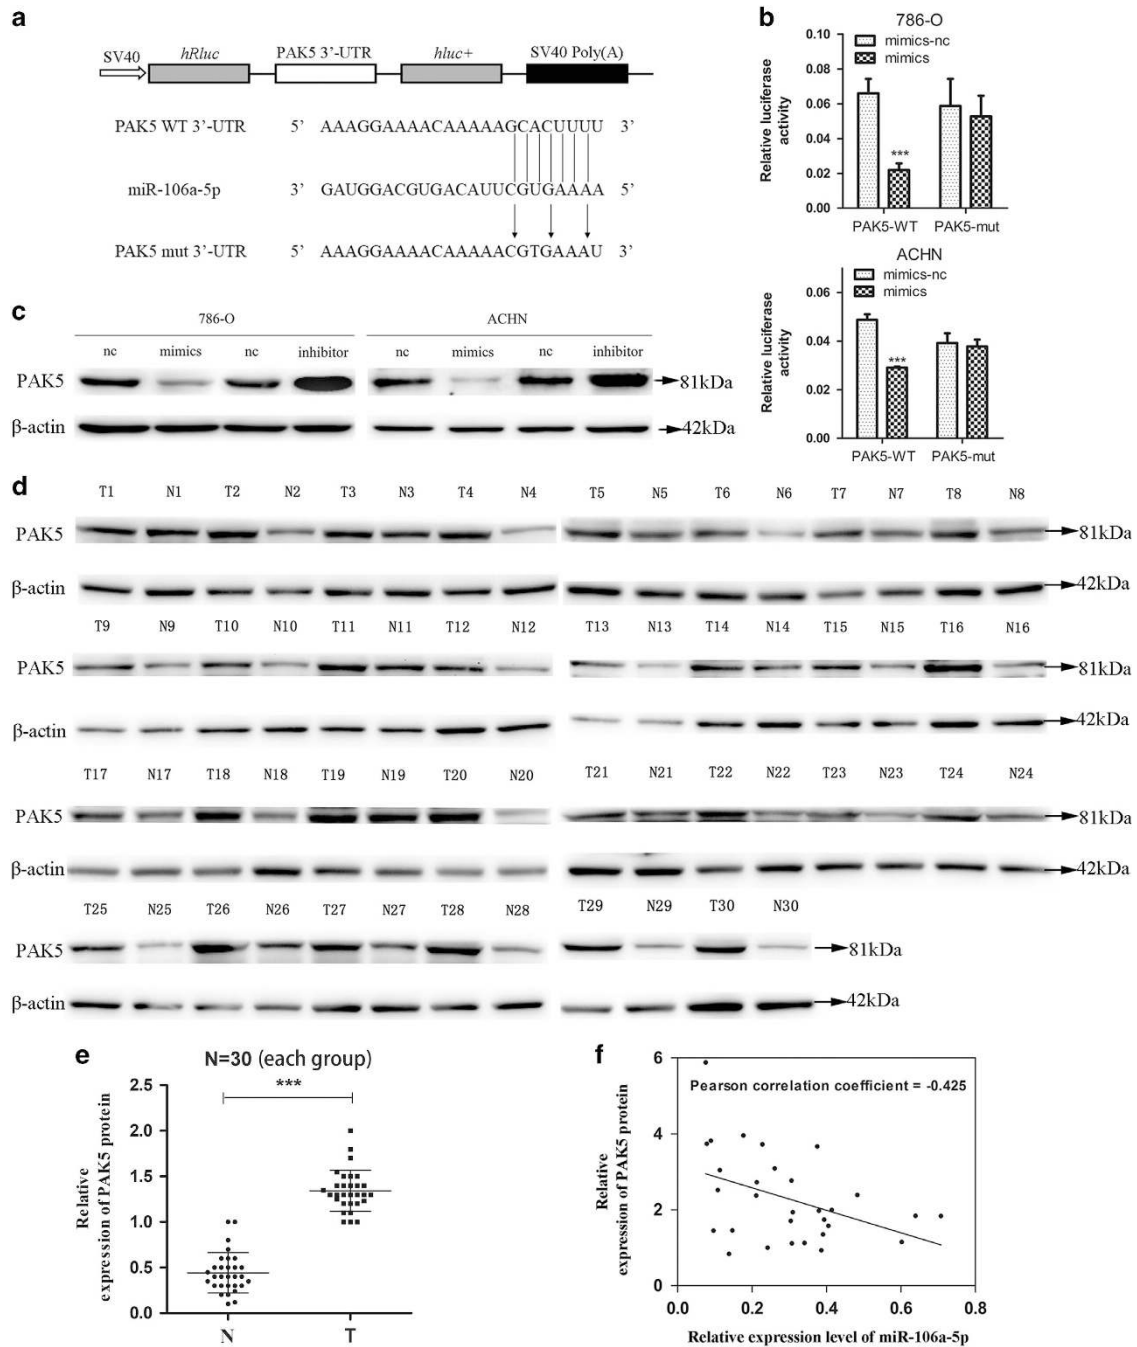 a
SV40 hRluc PAK5 3'-UTR hluc+ SV40 Poly(A)
PAK5 WT 3'-UTR 5' AAAGGAAAACAAAAAGCACUUUU 3'
miR-106a-5p 3' GAUGGACGUGACAUUCGUGAAAA 5'
PAK5 mut 3'-UTR 5' AAAGGAAAACAAAAACGTGAAAU 3'
b
786-O
mimics-nc
mimics
Relative luciferase
activity
0.10
0.08
0.06
0.04
0.02
0.00
***
PAK5-WT PAK5-mut
ACHN
mimics-nc
mimics
Relative luciferase
activity
0.06
0.04
0.02
0.00
***
PAK5-WT PAK5-mut
c
786-O ACHN
nc mimics nc inhibitor nc mimics nc inhibitor
PAK5 81kDa
β-actin 42kDa
d
T1 N1 T2 N2 T3 N3 T4 N4 T5 N5 T6 N6 T7 N7 T8 N8
PAK5 81kDa
β-actin 42kDa
T9 N9 T10 N10 T11 N11 T12 N12 T13 N13 T14 N14 T15 N15 T16 N16
PAK5 81kDa
β-actin 42kDa
T17 N17 T18 N18 T19 N19 T20 N20 T21 N21 T22 N22 T23 N23 T24 N24
PAK5 81kDa
β-actin 42kDa
T25 N25 T26 N26 T27 N27 T28 N28 T29 N29 T30 N30
PAK5 81kDa
β-actin 42kDa
e
N=30 (each group)
***
Relative
expression of PAK5 protein
2.5
2.0
1.5
1.0
0.5
0.0
N T
f
Pearson correlation coefficient = -0.425
Relative
expression of PAK5 protein
6
4
2
0
0.0 0.2 0.4 0.6 0.8
Relative expression level of miR-106a-5p